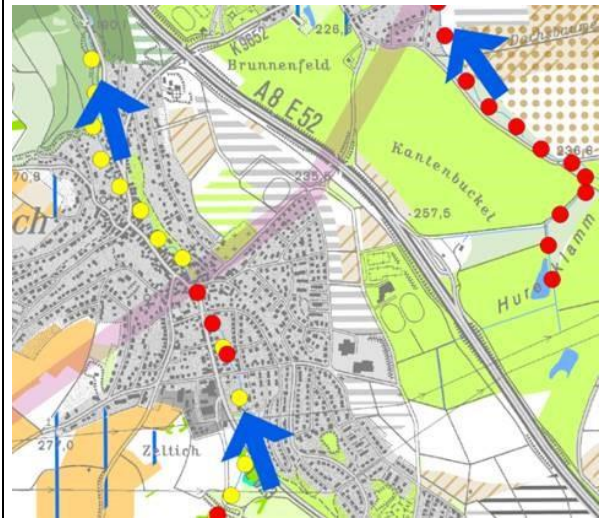 K9652
226,
Brunnenfeld
A8 E52
Dachsbaume
236,6
235,6
Kantenbuckel
70,8
257,5
ch
Hurenklamm
277,0
Zeltich